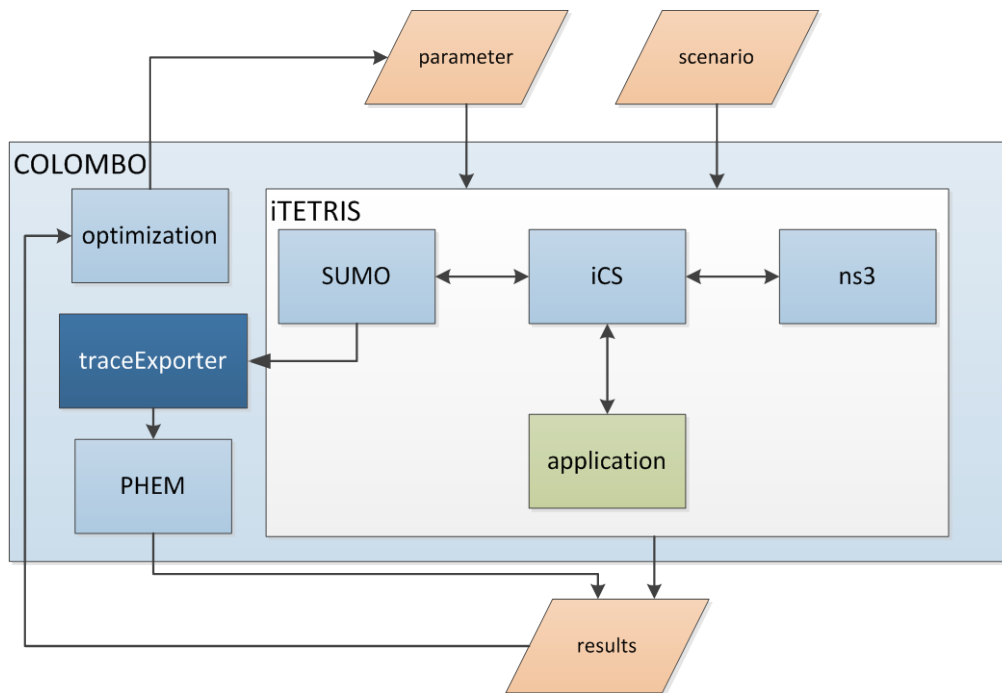 parameter
scenario
COLOMBO
optimization
iTETRIS
SUMO
iCS
ns3
traceExporter
PHEM
application
results